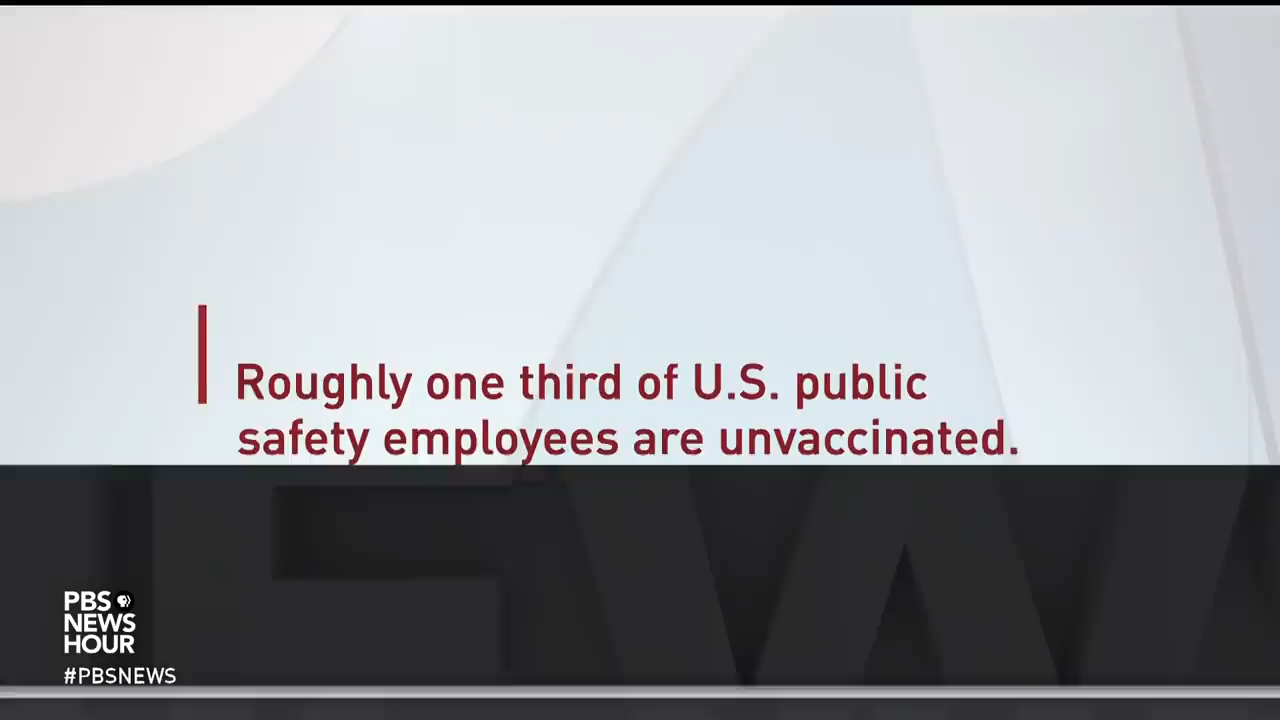 Roughly one third of U.S. public
safety employees are unvaccinated.
PBS
NEWS
HOUR
#PBSNEWS